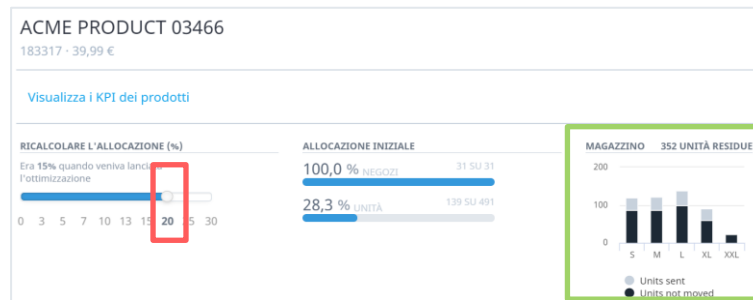 ACME PRODUCT 03466
183317 · 39,99 €
Visualizza i KPI dei prodotti
RICALCOLARE L'ALLOCAZIONE (%)
Era 15% quando veniva lanciata
l'ottimizzazione
0 3 5 7 10 13 15 20 25 30
ALLOCAZIONE INIZIALE
100,0 % NEGOZI 31 SU 31
28,3 % UNITÀ 139 SU 491
MAGAZZINO 352 UNITÀ RESIDUE
200
100
0
S M L XL XXL
Units sent
Units not moved